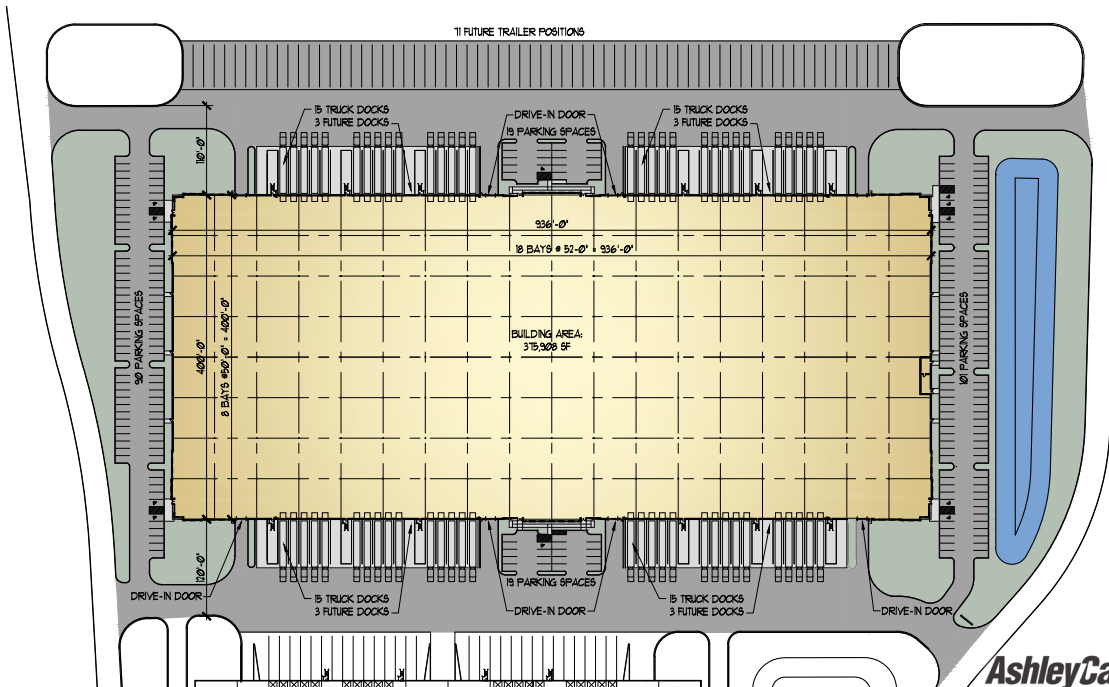 71 FUTURE TRAILER POSITIONS
15 TRUCK DOCKS
3 FUTURE DOCKS
DRIVE-IN DOOR
19 PARKING SPACES
15 TRUCK DOCKS
3 FUTURE DOCKS
110'-0"
936'-0"
18 BAYS @ 52'-0" = 936'-0"
BUILDING AREA:
375,908 SF
90 PARKING SPACES
400'-0"
8 BAYS @50'-0" = 400'-0"
101 PARKING SPACES
120'-0"
DRIVE-IN DOOR
15 TRUCK DOCKS
3 FUTURE DOCKS
19 PARKING SPACES
DRIVE-IN DOOR
15 TRUCK DOCKS
3 FUTURE DOCKS
DRIVE-IN DOOR
AshleyCa